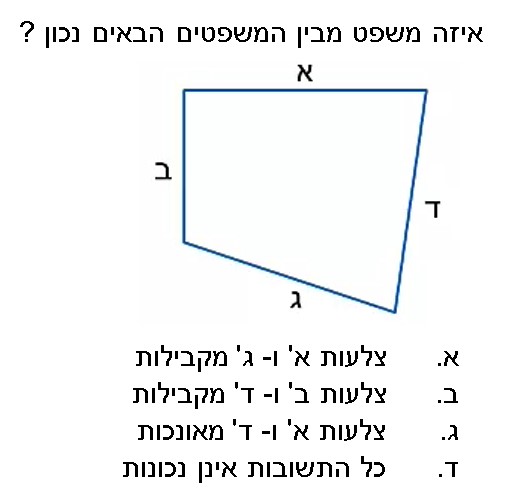 איזה משפט מבין המשפטים הבאים נכון ?
א
ב
ד
ג
א. צלעות א' ו- ג' מקבילות
ב. צלעות ב' ו- ד' מקבילות
ג. צלעות א' ו- ד' מאונכות
ד. כל התשובות אינן נכונות